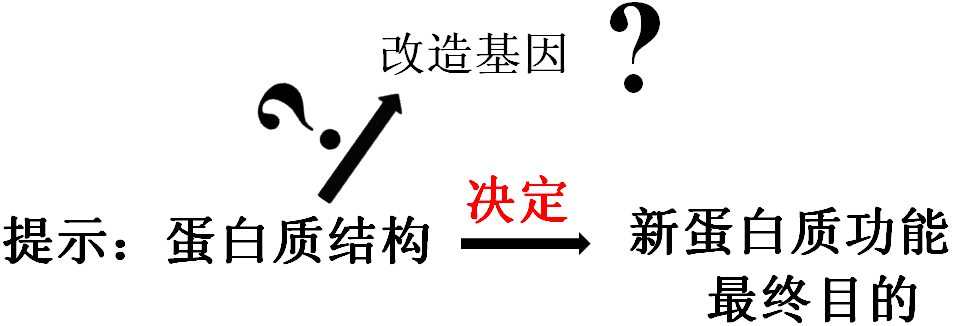 改造基因 ?
?
决定
提示：蛋白质结构
新蛋白质功能
最终目的